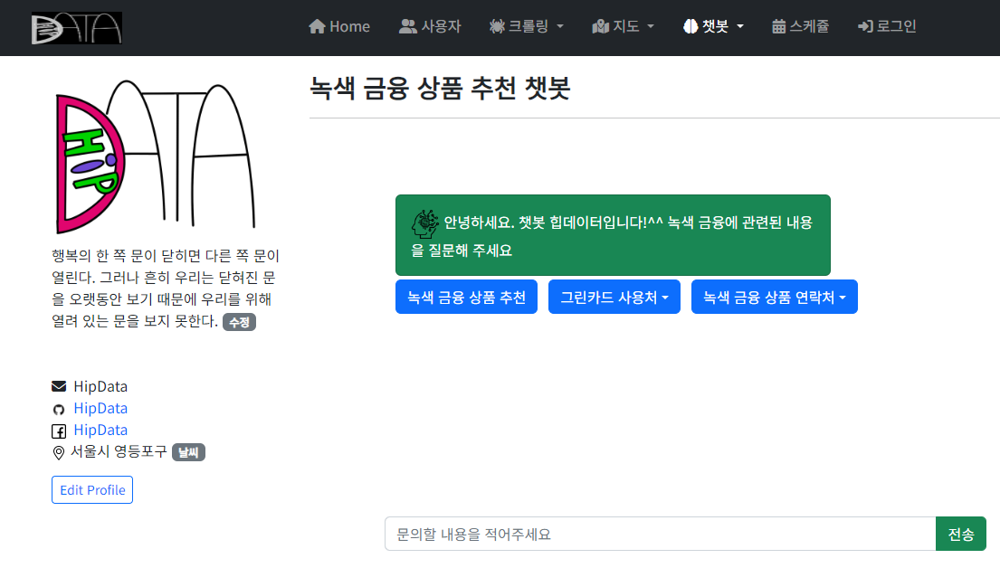 DATA
Home 사용자 크롤링 지도 챗봇 스케쥴 로그인
DATA
HiP
행복의 한 쪽 문이 닫히면 다른 쪽 문이
열린다. 그러나 흔히 우리는 닫혀진 문
을 오랫동안 보기 때문에 우리를 위해
열려 있는 문을 보지 못한다. 수정
HipData
HipData
HipData
서울시 영등포구 날씨
Edit Profile
녹색 금융 상품 추천 챗봇
안녕하세요. 챗봇 힙데이터입니다!^^ 녹색 금융에 관련된 내용
을 질문해 주세요
녹색 금융 상품 추천 그린카드 사용처 녹색 금융 상품 연락처
문의할 내용을 적어주세요 전송